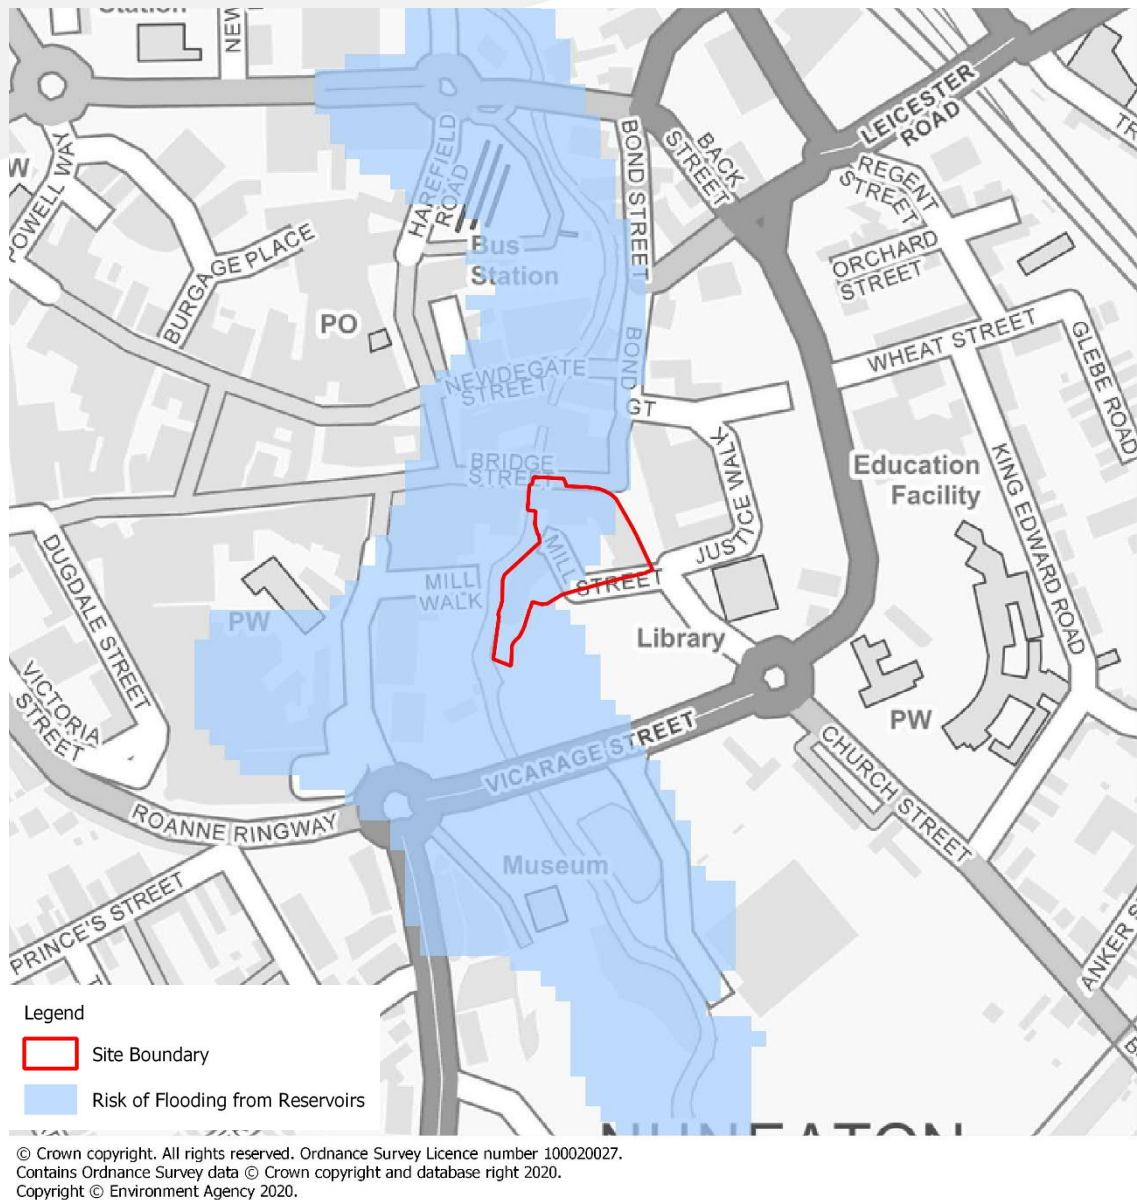 Station
NEW
LEICESTER
ROAD
BACK
STREET
BOND STREET
REGENT
STREET
TR
W
POWELL WAY
HAREFIELD
ROAD
BURGAGE PLACE
Bus
Station
ORCHARD
STREET
PO
WHEAT STREET
GLEBE ROAD
NEWDEGATE
STREET
BOND
GT
BRIDGE
STREET
JUSTICE WALK
Education
Facility
KING EDWARD ROAD
DUGDALE STREET
MILL
WALK
MILL
STREET
PW
Library
VICTORIA
STREET
PW
VICARAGE STREET
CHURCH STREET
ROANNE RINGWAY
Museum
PRINCE'S STREET
ANKER S
NUNEATON
Legend
Site Boundary
Risk of Flooding from Reservoirs
© Crown copyright. All rights reserved. Ordnance Survey Licence number 100020027.
Contains Ordnance Survey data © Crown copyright and database right 2020.
Copyright © Environment Agency 2020.